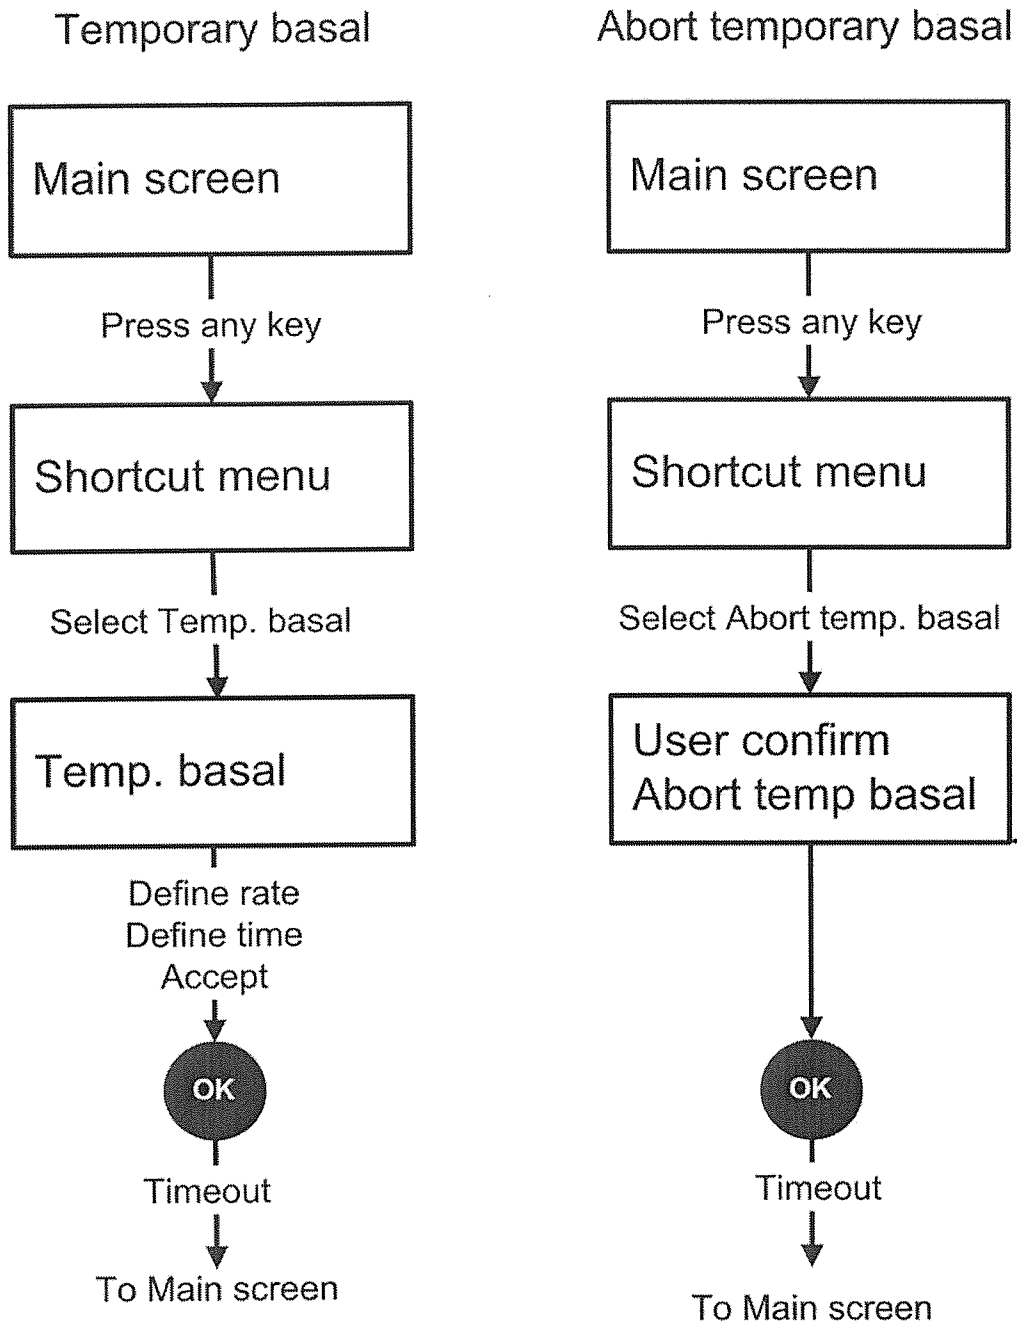 Temporary basal
Main screen
Press any key
Shortcut menu
Select Temp. basal
Temp. basal
Define rate
Define time
Accept
OK
Timeout
To Main screen
Abort temporary basal
Main screen
Press any key
Shortcut menu
Select Abort temp. basal
User confirm
Abort temp basal
OK
Timeout
To Main screen